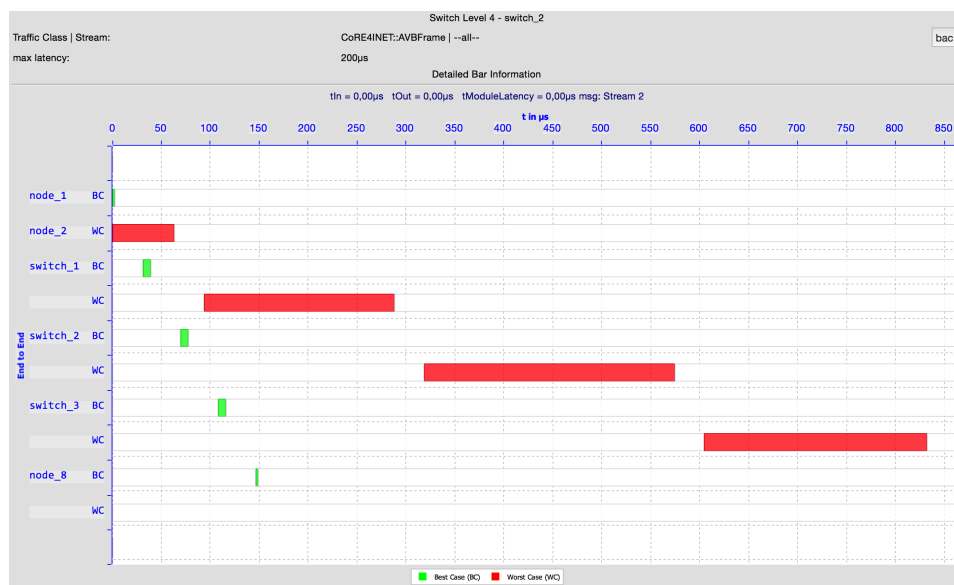 Switch Level 4 - switch_2
Traffic Class | Stream: CoRE4INET::AVBFrame | --all--
bac
max latency: 200µs
Detailed Bar Information
tIn = 0,00µs tOut = 0,00µs tModuleLatency = 0,00µs msg: Stream 2
t in µs
0 50 100 150 200 250 300 350 400 450 500 550 600 650 700 750 800 850
node_1 BC
node_2 WC
switch_1 BC
WC
switch_2 BC
End to End
WC
switch_3 BC
WC
node_8 BC
WC
Best Case (BC) Worst Case (WC)